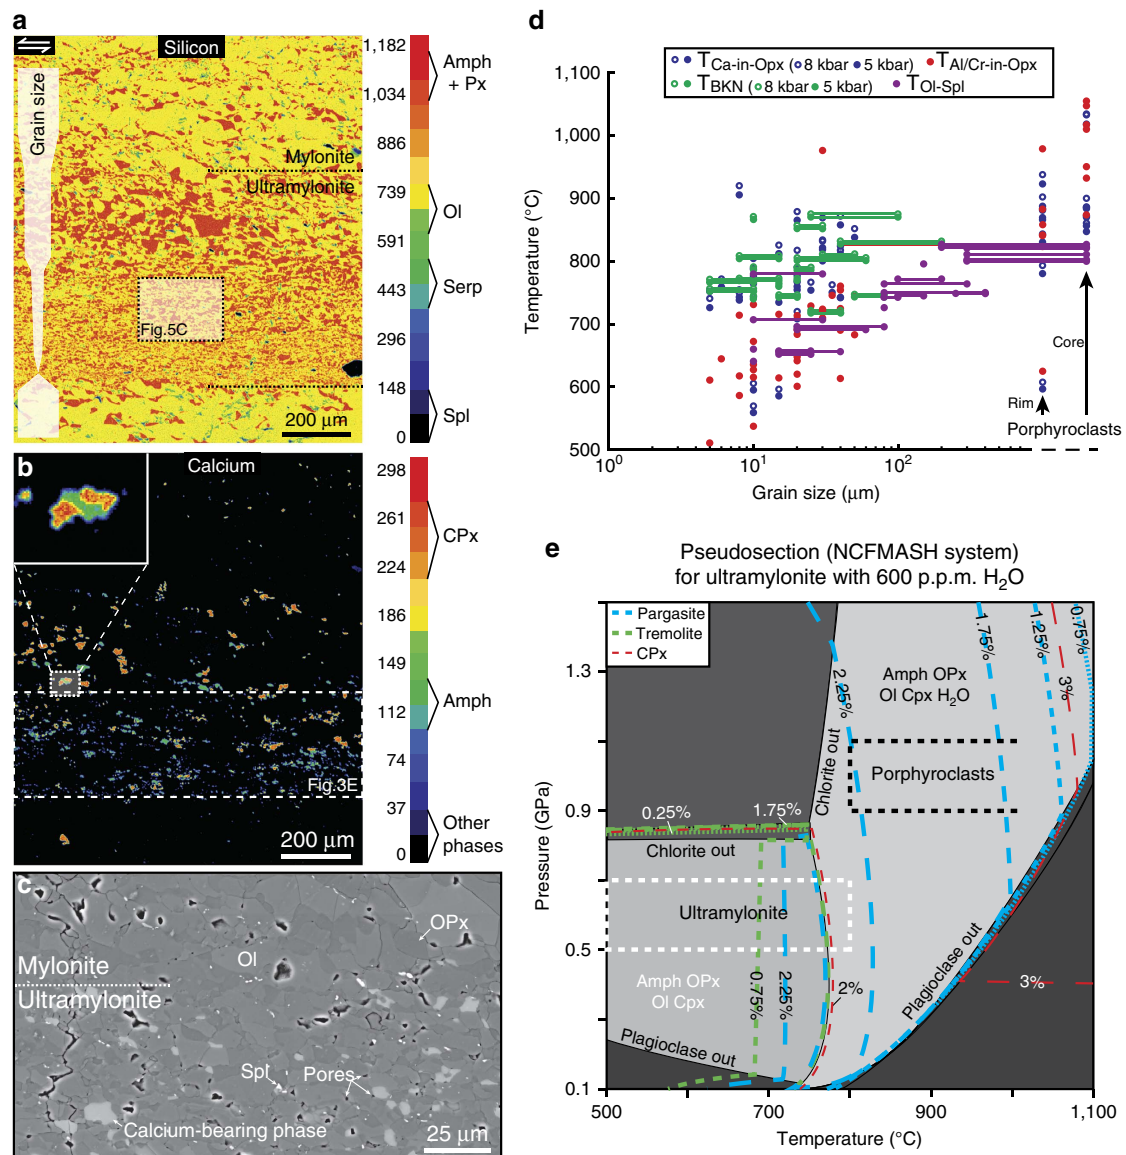 a
Silicon
Grain size
Mylonite
Ultramylonite
Fig.5C
200 μm
1,182
1,034
886
739
591
443
296
148
0
Amph
+ Px
Ol
Serp
Spl
b
Calcium
Fig.3E
200 μm
298
261
224
186
149
112
74
37
0
CPx
Amph
Other
phases
c
OPx
Ol
Mylonite
Ultramylonite
Spl
Pores
Calcium-bearing phase
25 μm
d
T Ca-in-Opx (8 kbar 5 kbar) T Al/Cr-in-Opx
T BKN (8 kbar 5 kbar) T Ol-Spl
Temperature (°C)
1,100
1,000
900
800
700
600
500
10⁰
10¹
10²
Grain size (μm)
Core
Rim
Porphyroclasts
e
Pseudosection (NCFMASH system)
for ultramylonite with 600 p.p.m. H₂O
Pargasite
Tremolite
CPx
Pressure (GPa)
1.3
0.9
0.5
0.1
500
700
900
1,100
Temperature (°C)
1.75%
1.25%
0.75%
3%
2.25%
Amph OPx
Ol Cpx H₂O
Chlorite out
Porphyroclasts
0.25%
1.75%
Chlorite out
Ultramylonite
Amph OPx
Ol Cpx
0.75%
2.25%
2%
Plagioclase out
3%
Plagioclase out